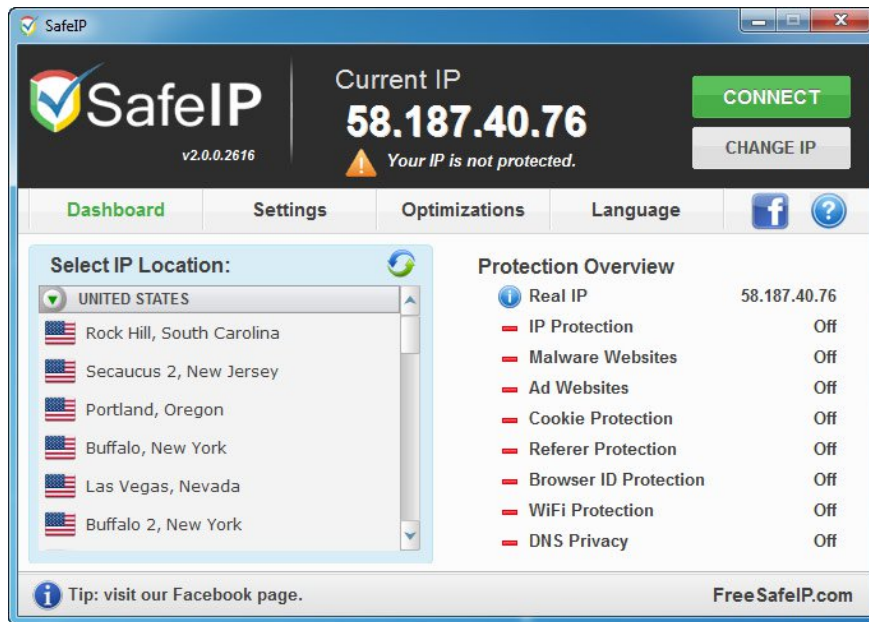 SafeIP
SafeIP
v2.0.0.2616
Current IP
58.187.40.76
Your IP is not protected.
CONNECT
CHANGE IP
Dashboard Settings Optimizations Language
Select IP Location:
UNITED STATES
Rock Hill, South Carolina
Secaucus 2, New Jersey
Portland, Oregon
Buffalo, New York
Las Vegas, Nevada
Buffalo 2, New York
Protection Overview
Real IP 58.187.40.76
IP Protection Off
Malware Websites Off
Ad Websites Off
Cookie Protection Off
Referer Protection Off
Browser ID Protection Off
WiFi Protection Off
DNS Privacy Off
Tip: visit our Facebook page. FreeSafeIP.com